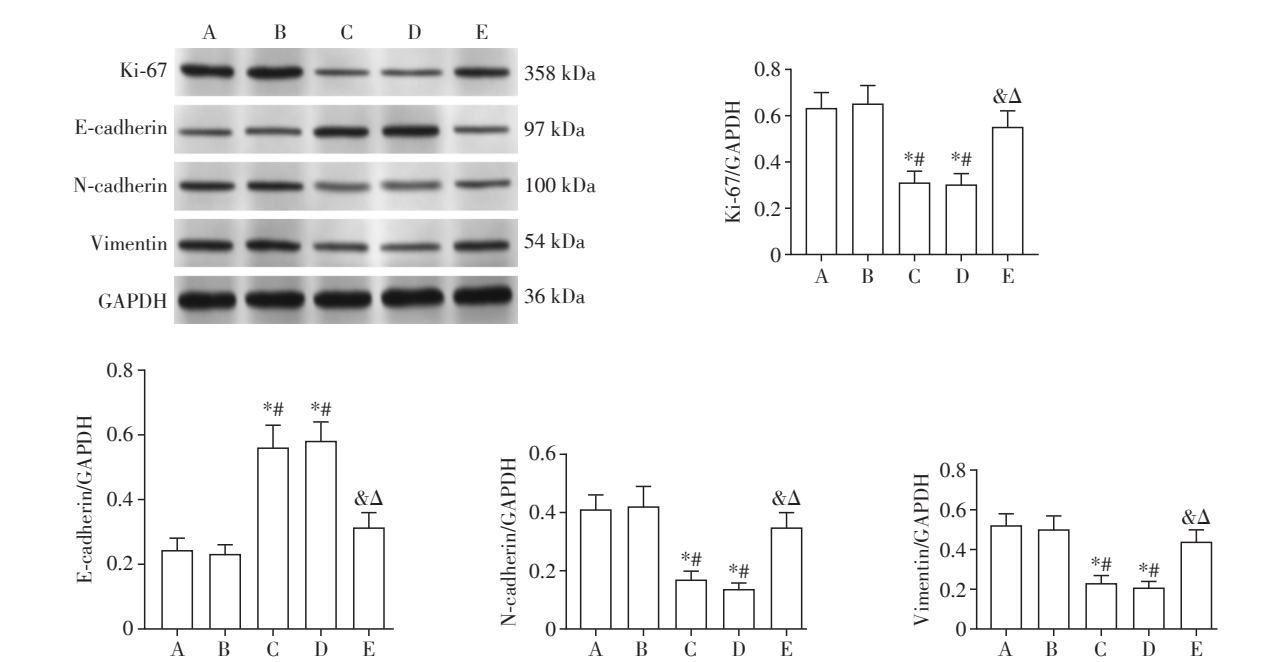 A B C D E
Ki-67 358 kDa
E-cadherin 97 kDa
N-cadherin 100 kDa
Vimentin 54 kDa
GAPDH 36 kDa
Ki-67/GAPDH
0.8
0.6
0.4
0.2
0
*# *# &Δ
A B C D E
E-cadherin/GAPDH
0.8
0.6
0.4
0.2
0
*# *# &Δ
A B C D E
N-cadherin/GAPDH
0.6
0.4
0.2
0
*# *# &Δ
A B C D E
Vimentin/GAPDH
0.8
0.6
0.4
0.2
0
*# *# &Δ
A B C D E